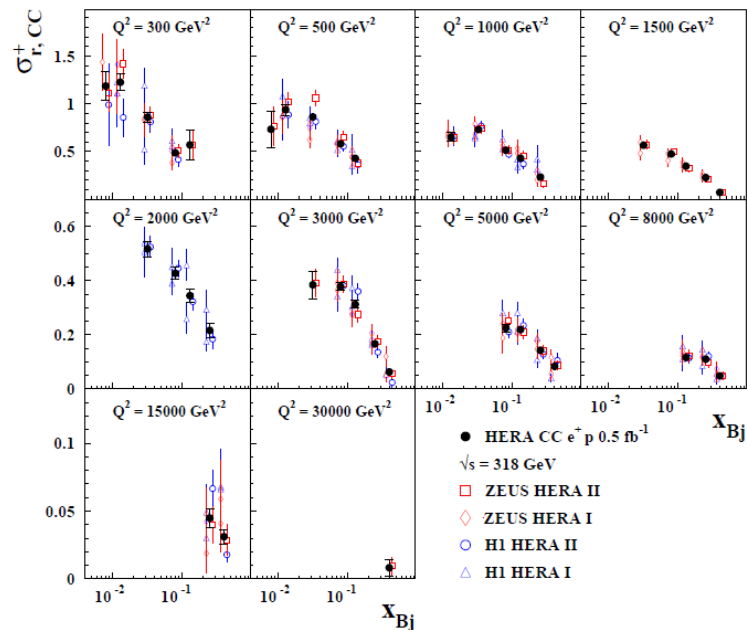 σ⁺r, CC
Q² = 300 GeV²
Q² = 500 GeV²
Q² = 1000 GeV²
Q² = 1500 GeV²
1.5
1
0.5
Q² = 2000 GeV²
Q² = 3000 GeV²
Q² = 5000 GeV²
Q² = 8000 GeV²
0.6
0.4
0.2
0
10⁻² 10⁻¹
10⁻² 10⁻¹
Q² = 15000 GeV²
Q² = 30000 GeV²
xBj
0.1
0.05
0
HERA CC e⁺ p 0.5 fb⁻¹
√s = 318 GeV
ZEUS HERA II
ZEUS HERA I
H1 HERA II
H1 HERA I
10⁻² 10⁻¹
10⁻² 10⁻¹
xBj